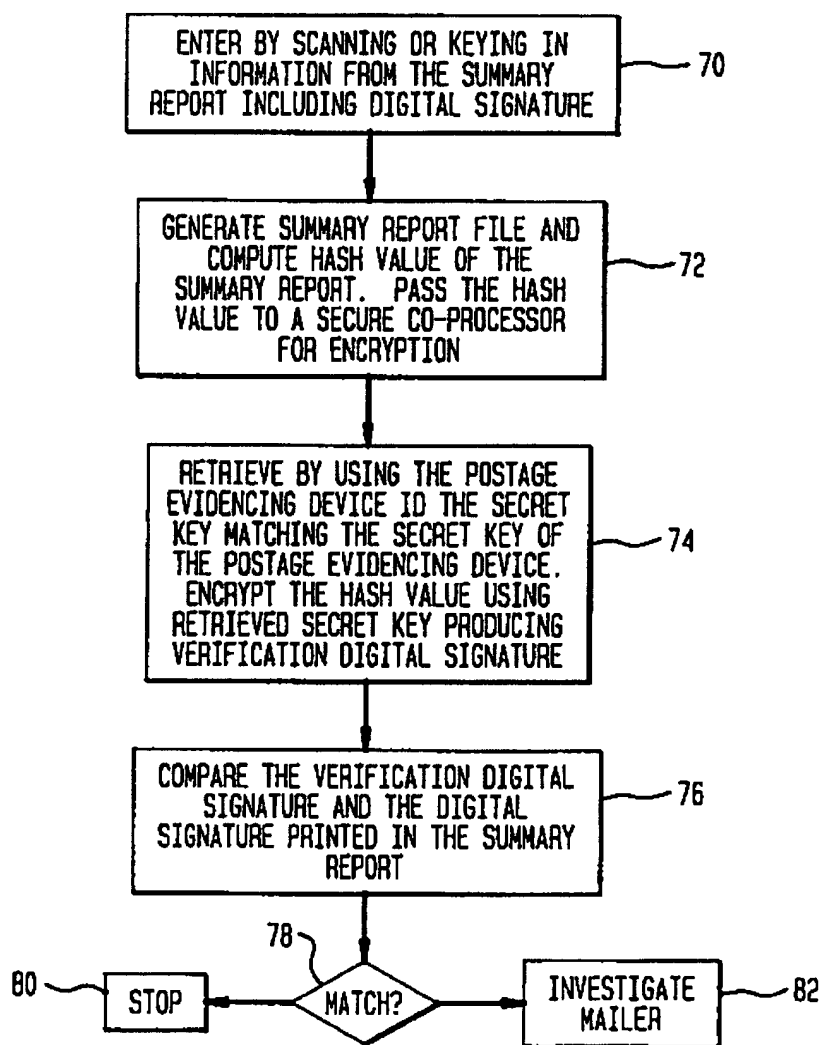 ENTER BY SCANNING OR KEYING IN
INFORMATION FROM THE SUMMARY
REPORT INCLUDING DIGITAL SIGNATURE
70
GENERATE SUMMARY REPORT FILE AND
COMPUTE HASH VALUE OF THE
SUMMARY REPORT. PASS THE HASH
VALUE TO A SECURE CO-PROCESSOR
FOR ENCRYPTION
72
RETRIEVE BY USING THE POSTAGE
EVIDENCING DEVICE ID THE SECRET
KEY MATCHING THE SECRET KEY OF
THE POSTAGE EVIDENCING DEVICE.
ENCRYPT THE HASH VALUE USING
RETRIEVED SECRET KEY PRODUCING
VERIFICATION DIGITAL SIGNATURE
74
COMPARE THE VERIFICATION DIGITAL
SIGNATURE AND THE DIGITAL
SIGNATURE PRINTED IN THE SUMMARY
REPORT
76
78
MATCH?
80
STOP
INVESTIGATE
MAILER
82